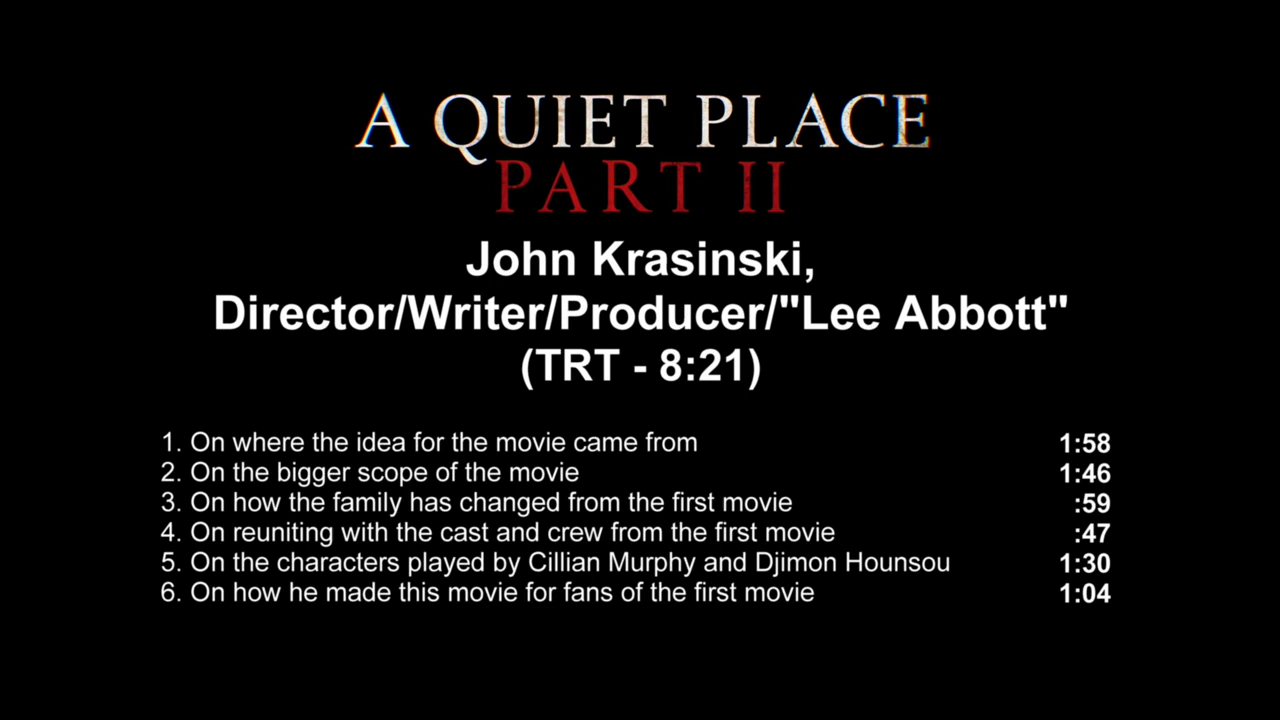 A QUIET PLACE
PART II
John Krasinski,
Director/Writer/Producer/"Lee Abbott"
(TRT - 8:21)
1. On where the idea for the movie came from 1:58
2. On the bigger scope of the movie 1:46
3. On how the family has changed from the first movie :59
4. On reuniting with the cast and crew from the first movie :47
5. On the characters played by Cillian Murphy and Djimon Hounsou 1:30
6. On how he made this movie for fans of the first movie 1:04